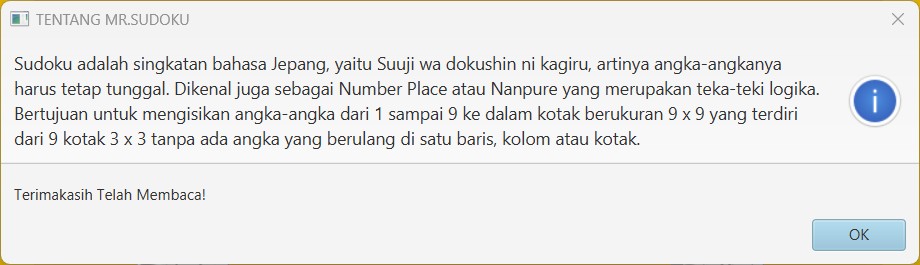 TENTANG MR.SUDOKU
Sudoku adalah singkatan bahasa Jepang, yaitu Suuji wa dokushin ni kagiru, artinya angka-angkanya
harus tetap tunggal. Dikenal juga sebagai Number Place atau Nanpure yang merupakan teka-teki logika.
Bertujuan untuk mengisikan angka-angka dari 1 sampai 9 ke dalam kotak berukuran 9 x 9 yang terdiri
dari 9 kotak 3 x 3 tanpa ada angka yang berulang di satu baris, kolom atau kotak.
Terimakasih Telah Membaca!
OK